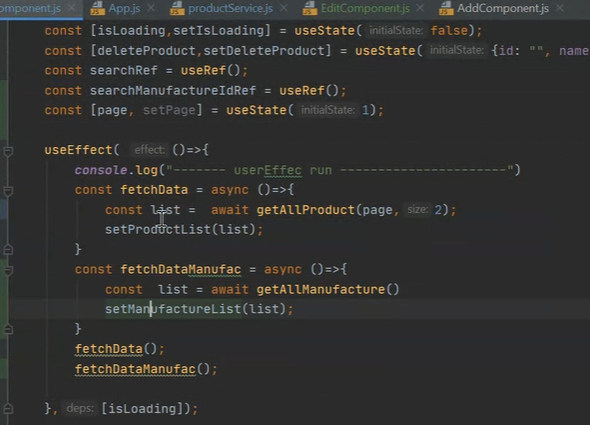 omponent.js App.js productService.js EditComponent.js AddComponent.js
const [isLoading,setIsLoading] = useState( initialState: false);
const [deleteProduct,setDeleteProduct] = useState( initialState: {id: "", name
const searchRef = useRef();
const searchManufactureIdRef = useRef();
const [page, setPage] = useState( initialState: 1);
useEffect( effect: ()=>{
console.log("------- userEffec run ----------------------")
const fetchData = async ()=>{
const list =  await getAllProduct(page, size: 2);
setProductList(list);
}
const fetchDataManufac = async ()=>{
const  list = await getAllManufacture()
setManufactureList(list);
}
fetchData();
fetchDataManufac();
}, deps: [isLoading]);